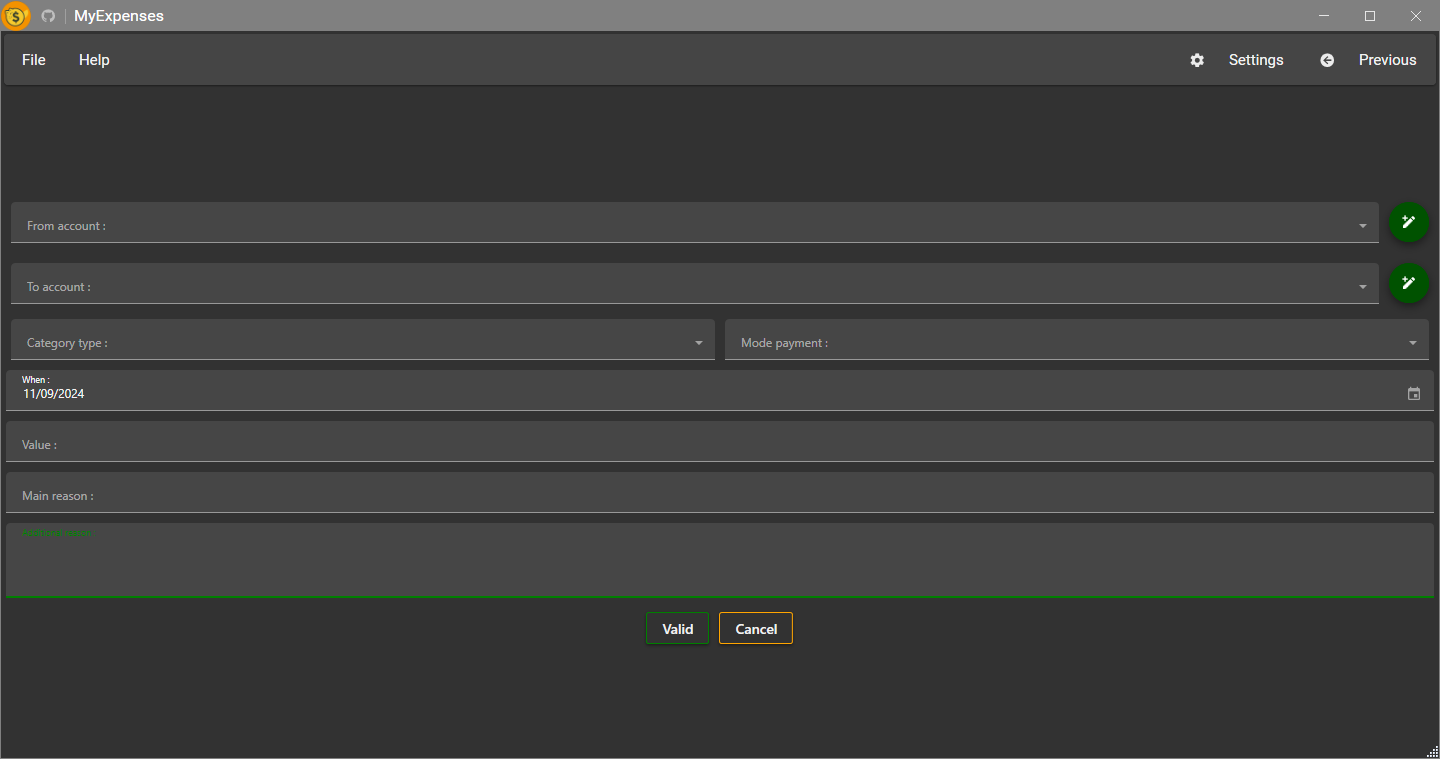 MyExpenses
File Help Settings Previous
From account :
To account :
Category type : Mode payment :
When :
11/09/2024
Value :
Main reason :
Additional reason :
Valid Cancel